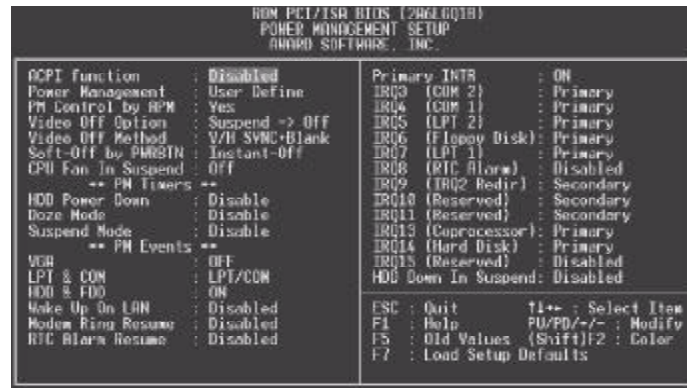 ROM PCI/ISA BIOS (2A6LGQ1B)
POWER MANAGEMENT SETUP
AWARD SOFTWARE, INC.
ACPI function : Disabled
Power Management : User Define
PM Control by APM : Yes
Video Off Option : Suspend -> Off
Video Off Method : V/H SYNC+Blank
Soft-Off by PWRBTN : Instant-Off
CPU Fan In Suspend : Off
** PM Timers **
HDD Power Down : Disable
Doze Mode : Disable
Suspend Mode : Disable
** PM Events **
VGA : OFF
LPT & COM : LPT/COM
HDD & FDD : ON
Wake Up On LAN : Disabled
Modem Ring Resume : Disabled
RTC Alarm Resume : Disabled
Primary INTR : ON
IRQ3 (COM 2) : Primary
IRQ4 (COM 1) : Primary
IRQ5 (LPT 2) : Primary
IRQ6 (Floppy Disk): Primary
IRQ7 (LPT 1) : Primary
IRQ8 (RTC Alarm) : Disabled
IRQ9 (IRQ2 Redir) : Secondary
IRQ10 (Reserved) : Secondary
IRQ11 (Reserved) : Secondary
IRQ13 (Coprocessor): Primary
IRQ14 (Hard Disk) : Primary
IRQ15 (Reserved) : Disabled
HDD Down In Suspend: Disabled
ESC : Quit ↑↓→← : Select Item
F1 : Help PU/PD/+/- : Modify
F5 : Old Values (Shift)F2 : Color
F7 : Load Setup Defaults